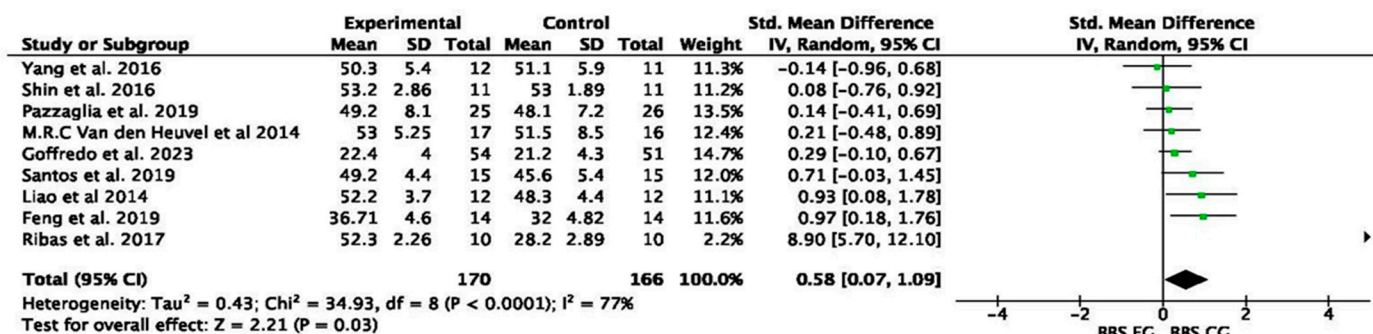 Experimental Control Std. Mean Difference Std. Mean Difference
Study or Subgroup Mean SD Total Mean SD Total Weight IV, Random, 95% CI IV, Random, 95% CI
Yang et al. 2016 50.3 5.4 12 51.1 5.9 11 11.3% -0.14 [-0.96, 0.68]
Shin et al. 2016 53.2 2.86 11 53 1.89 11 11.2% 0.08 [-0.76, 0.92]
Pazzaglia et al. 2019 49.2 8.1 25 48.1 7.2 26 13.5% 0.14 [-0.41, 0.69]
M.R.C Van den Heuvel et al 2014 53 5.25 17 51.5 8.5 16 12.4% 0.21 [-0.48, 0.89]
Goffredo et al. 2023 22.4 4 54 21.2 4.3 51 14.7% 0.29 [-0.10, 0.67]
Santos et al. 2019 49.2 4.4 15 45.6 5.4 15 12.0% 0.71 [-0.03, 1.45]
Liao et al 2014 52.2 3.7 12 48.3 4.4 12 11.1% 0.93 [0.08, 1.78]
Feng et al. 2019 36.71 4.6 14 32 4.82 14 11.6% 0.97 [0.18, 1.76]
Ribas et al. 2017 52.3 2.26 10 28.2 2.89 10 2.2% 8.90 [5.70, 12.10]
Total (95% CI) 170 166 100.0% 0.58 [0.07, 1.09]
Heterogeneity: Tau² = 0.43; Chi² = 34.93, df = 8 (P < 0.0001); I² = 77%
Test for overall effect: Z = 2.21 (P = 0.03)
-4 -2 0 2 4
BBS EG BBS CG